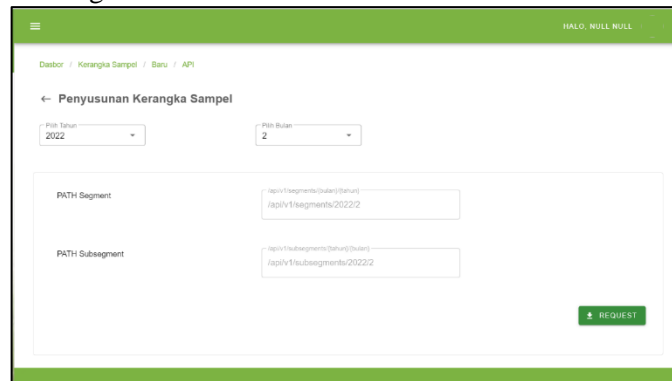 HALO, NULL NULL
Dasbor / Kerangka Sampel / Baru / API
← Penyusunan Kerangka Sampel
Pilih Tahun
2022
Pilih Bulan
2
PATH Segment
/api/v1/segments/{bulan}/{tahun}
/api/v1/segments/2022/2
PATH Subsegment
/api/v1/subsegments/{tahun}/{bulan}
/api/v1/subsegments/2022/2
REQUEST